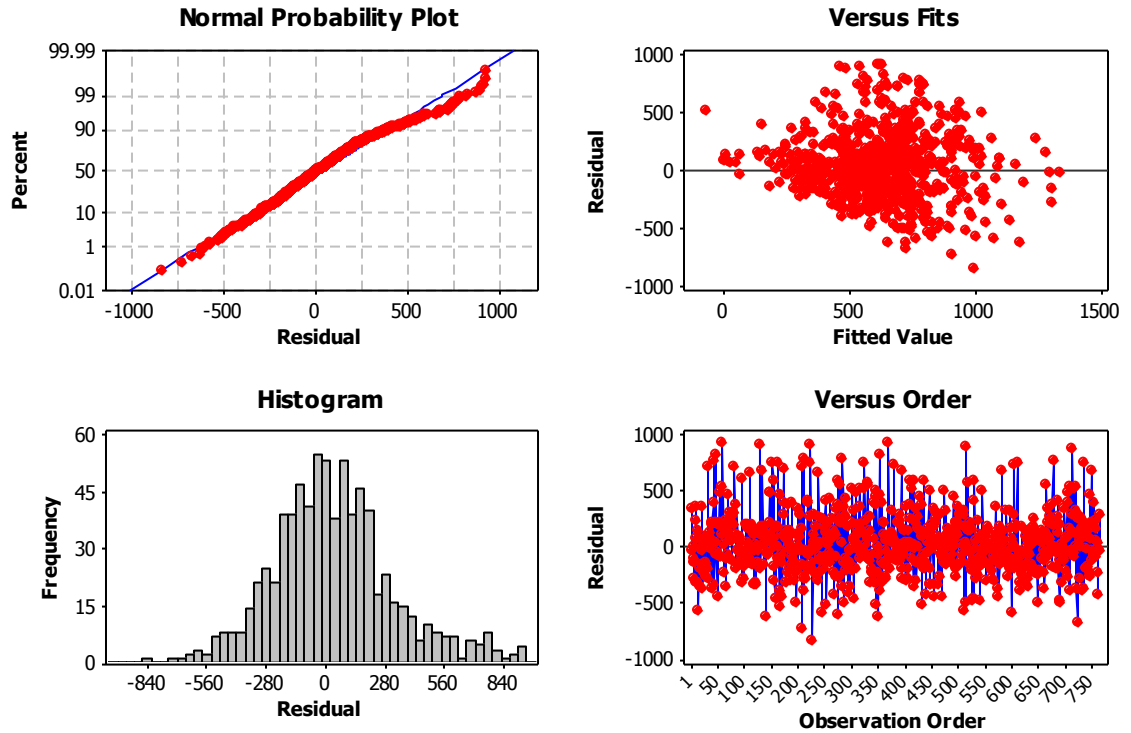 Normal Probability Plot
Percent
99.99
99
90
50
10
1
0.01
-1000 -500 0 500 1000
Residual
Versus Fits
Residual
1000
500
0
-500
-1000
0 500 1000 1500
Fitted Value
Histogram
Frequency
60
45
30
15
0
-840 -560 -280 0 280 560 840
Residual
Versus Order
Residual
1000
500
0
-500
-1000
1 50 100 150 200 250 300 350 400 450 500 550 600 650 700 750
Observation Order